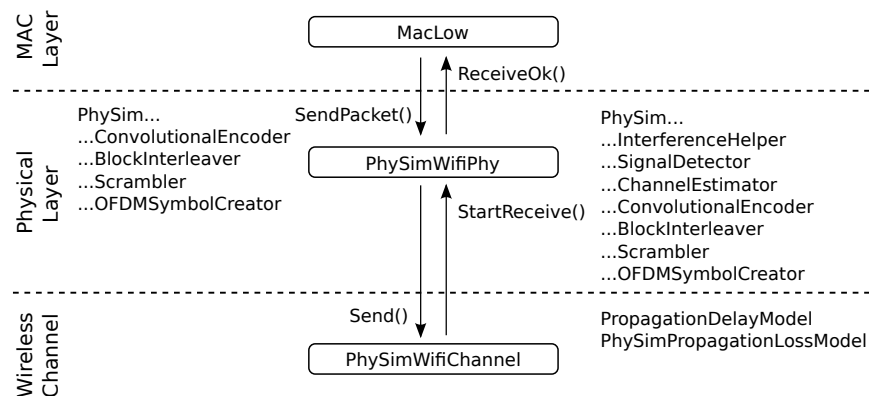 MAC
Layer
MacLow
ReceiveOk()
SendPacket()
Physical
Layer
PhySim...
...ConvolutionalEncoder
...BlockInterleaver
...Scrambler
...OFDMSymbolCreator
PhySimWifiPhy
StartReceive()
PhySim...
...InterferenceHelper
...SignalDetector
...ChannelEstimator
...ConvolutionalEncoder
...BlockInterleaver
...Scrambler
...OFDMSymbolCreator
Wireless
Channel
Send()
PhySimWifiChannel
PropagationDelayModel
PhySimPropagationLossModel